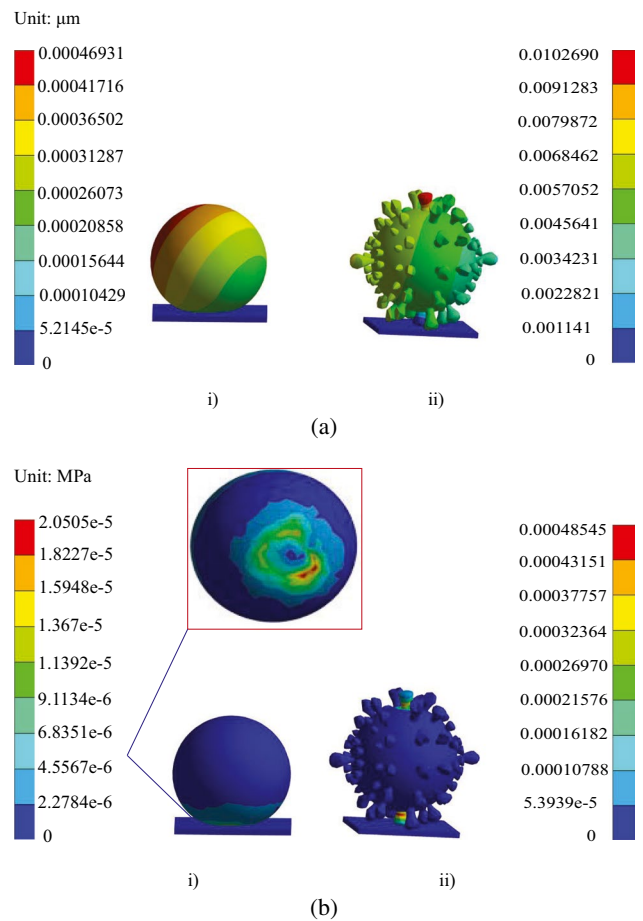 Unit: µm
0.00046931
0.00041716
0.00036502
0.00031287
0.00026073
0.00020858
0.00015644
0.00010429
5.2145e-5
0
0.0102690
0.0091283
0.0079872
0.0068462
0.0057052
0.0045641
0.0034231
0.0022821
0.001141
0
i)
ii)
(a)
Unit: MPa
2.0505e-5
1.8227e-5
1.5948e-5
1.367e-5
1.1392e-5
9.1134e-6
6.8351e-6
4.5567e-6
2.2784e-6
0
0.00048545
0.00043151
0.00037757
0.00032364
0.00026970
0.00021576
0.00016182
0.00010788
5.3939e-5
0
i)
ii)
(b)